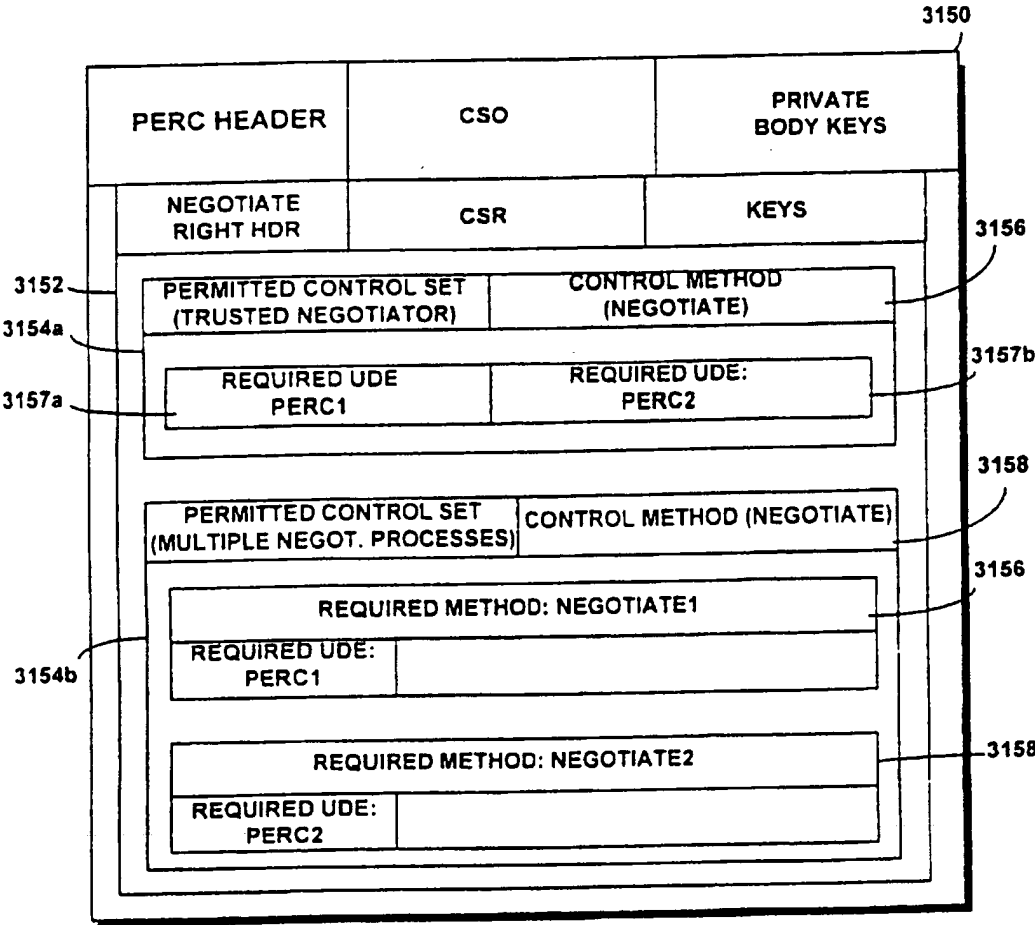 3150
PERC HEADER
CSO
PRIVATE
BODY KEYS
NEGOTIATE
RIGHT HDR
CSR
KEYS
3156
3152
PERMITTED CONTROL SET
(TRUSTED NEGOTIATOR)
CONTROL METHOD
(NEGOTIATE)
3154a
3157b
REQUIRED UDE
PERC1
REQUIRED UDE:
PERC2
3157a
3158
PERMITTED CONTROL SET
(MULTIPLE NEGOT. PROCESSES)
CONTROL METHOD (NEGOTIATE)
3156
REQUIRED METHOD: NEGOTIATE1
REQUIRED UDE:
PERC1
3154b
REQUIRED METHOD: NEGOTIATE2
3158
REQUIRED UDE:
PERC2